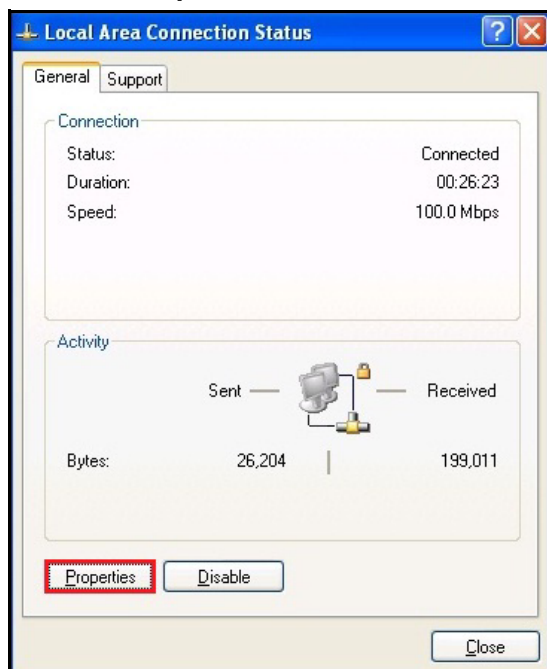 Local Area Connection Status
General Support
Connection
Status: Connected
Duration: 00:26:23
Speed: 100.0 Mbps
Activity
Sent — — Received
Bytes: 26,204 | 199,011
Properties Disable
Close